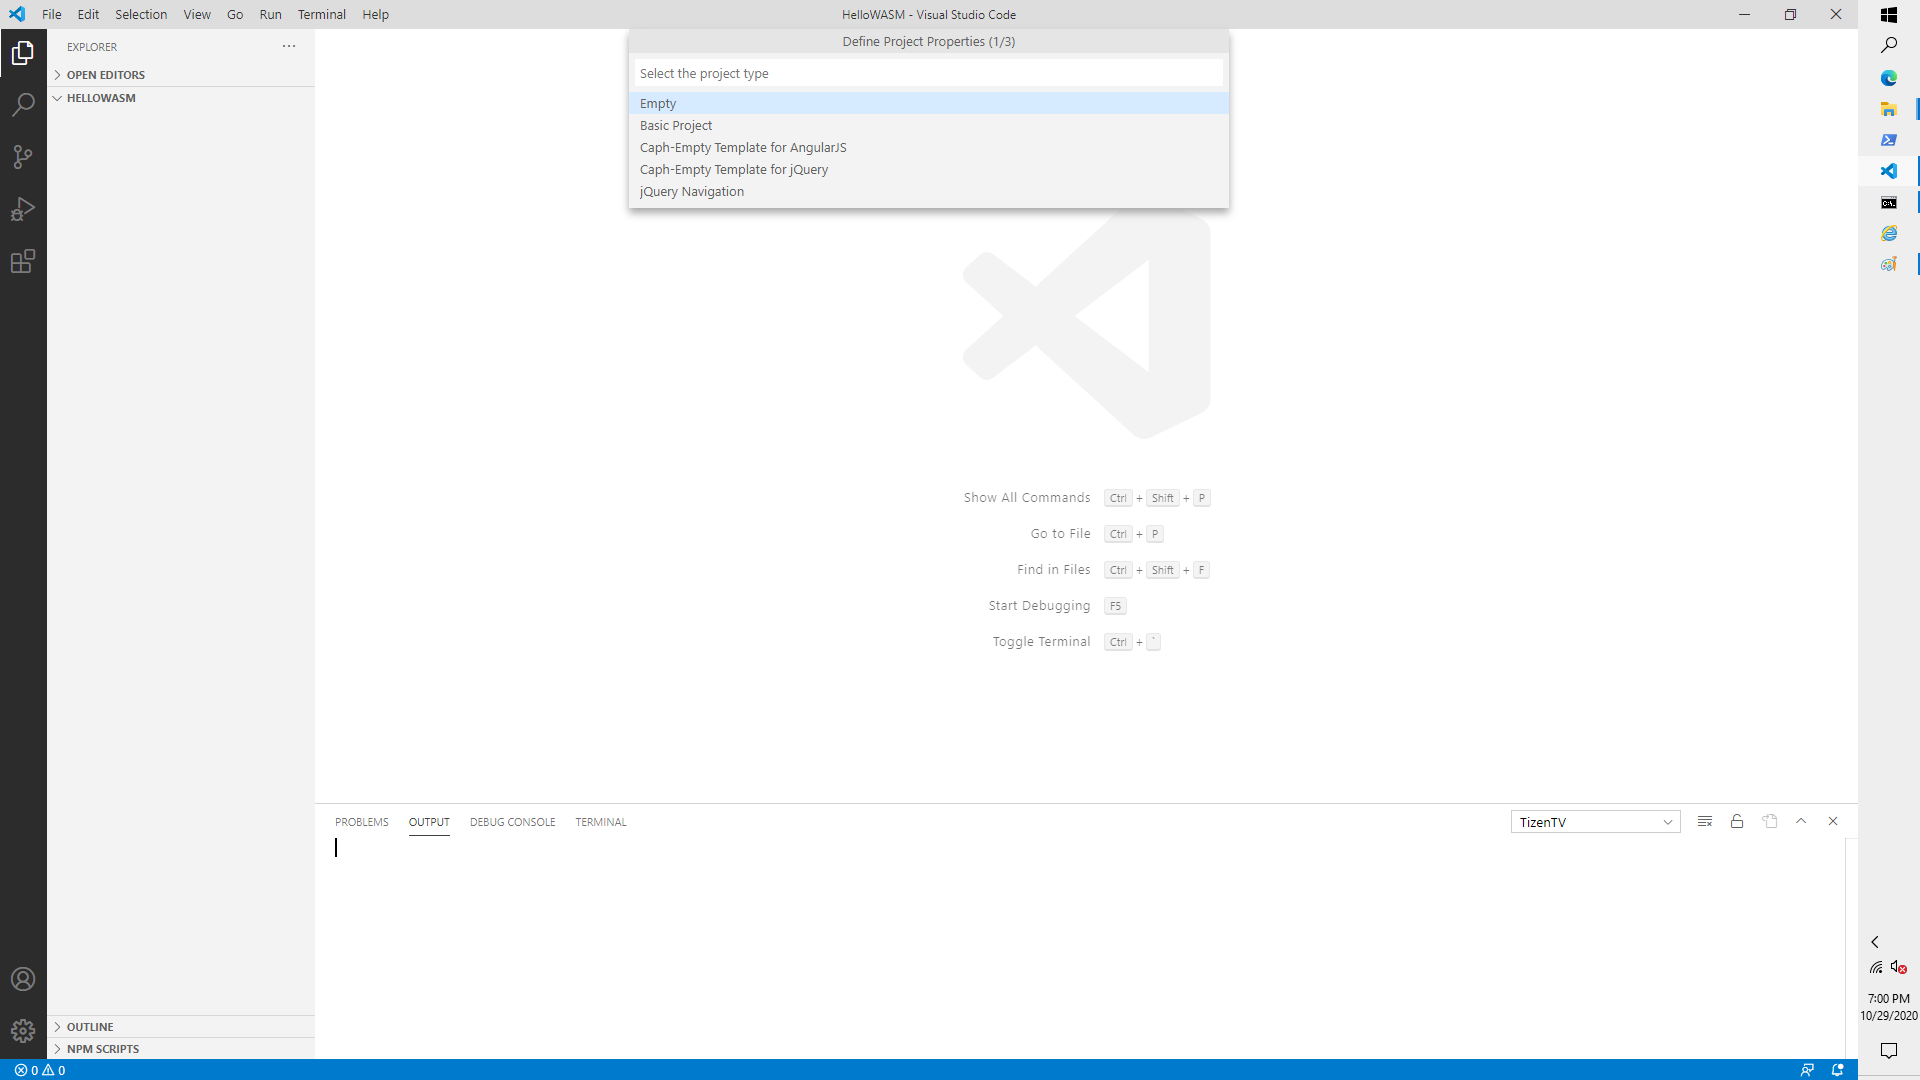 File Edit Selection View Go Run Terminal Help
HelloWASM - Visual Studio Code
EXPLORER
OPEN EDITORS
HELLOWASM
Define Project Properties (1/3)
Select the project type
Empty
Basic Project
Caph-Empty Template for AngularJS
Caph-Empty Template for jQuery
jQuery Navigation
Show All Commands Ctrl + Shift + P
Go to File Ctrl + P
Find in Files Ctrl + Shift + F
Start Debugging F5
Toggle Terminal Ctrl + `
PROBLEMS OUTPUT DEBUG CONSOLE TERMINAL
TizenTV
OUTLINE
NPM SCRIPTS
0 0
7:00 PM
10/29/2020